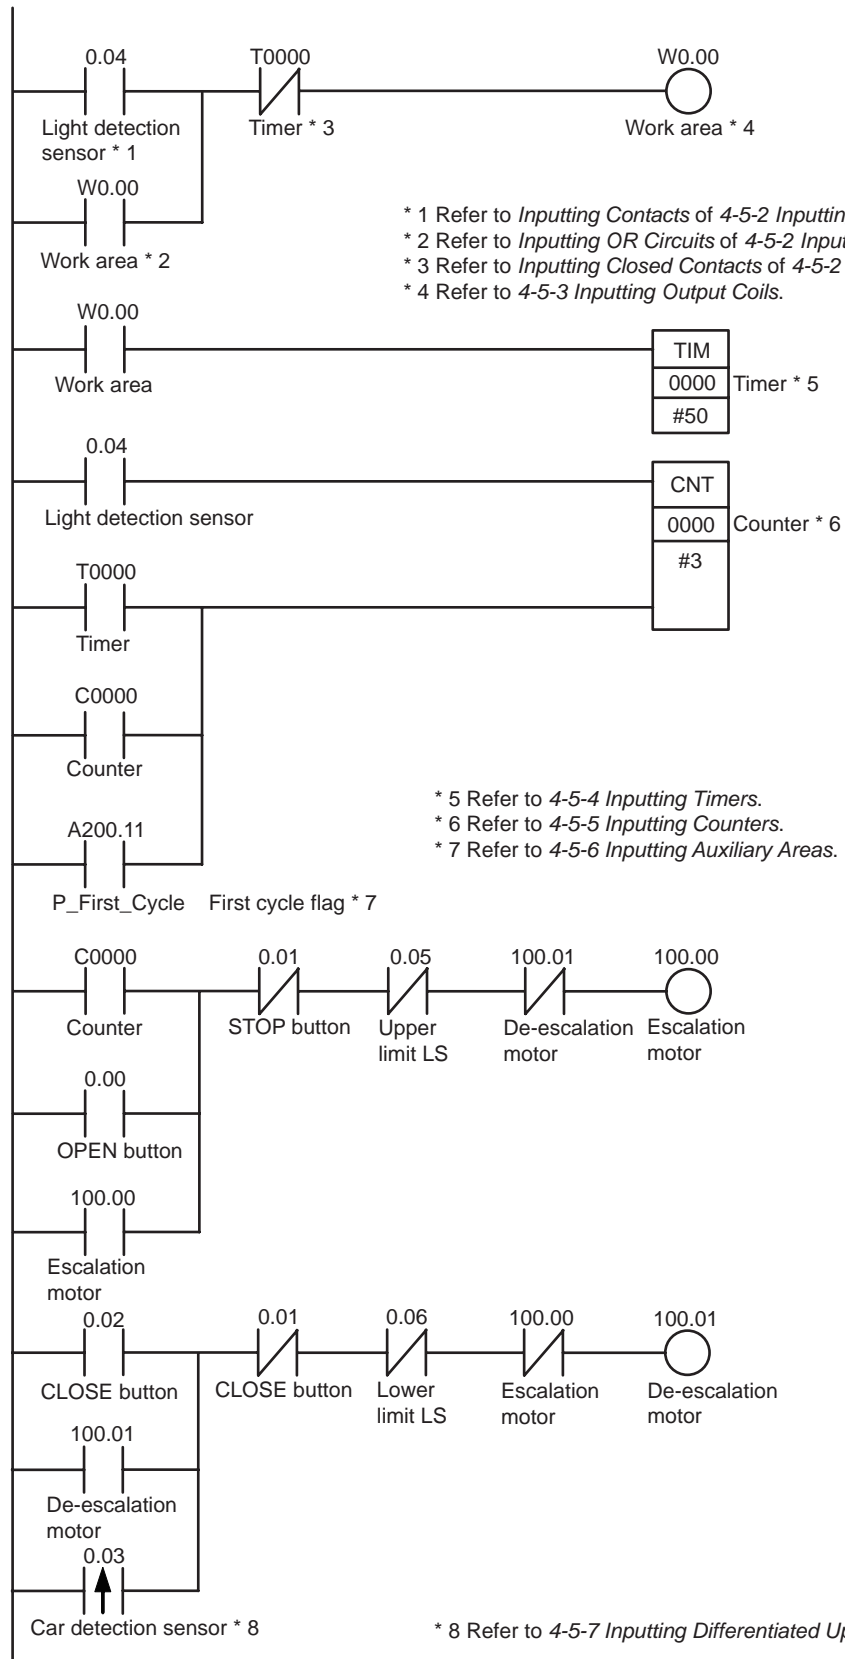 0.04
T0000
W0.00
Light detection
sensor * 1
Timer * 3
Work area * 4
W0.00
Work area * 2
* 1 Refer to Inputting Contacts of 4-5-2
* 2 Refer to Inputting OR Circuits of 4-5-2
* 3 Refer to Inputting Closed Contacts of 4-5-2
* 4 Refer to 4-5-3 Inputting Output Coils.
W0.00
Work area
TIM
0000
Timer * 5
#50
0.04
Light detection sensor
CNT
0000
Counter * 6
#3
T0000
Timer
C0000
Counter
* 5 Refer to 4-5-4 Inputting Timers.
* 6 Refer to 4-5-5 Inputting Counters.
* 7 Refer to 4-5-6 Inputting Auxiliary Areas.
A200.11
P_First_Cycle First cycle flag * 7
C0000
0.01
0.05
100.01
100.00
Counter
STOP button
Upper
limit LS
De-escalation
motor
Escalation
motor
0.00
OPEN button
100.00
Escalation
motor
0.02
0.01
0.06
100.00
100.01
CLOSE button
CLOSE button
Lower
limit LS
Escalation
motor
De-escalation
motor
100.01
De-escalation
motor
0.03
Car detection sensor * 8
* 8 Refer to 4-5-7 Inputting Differentiated